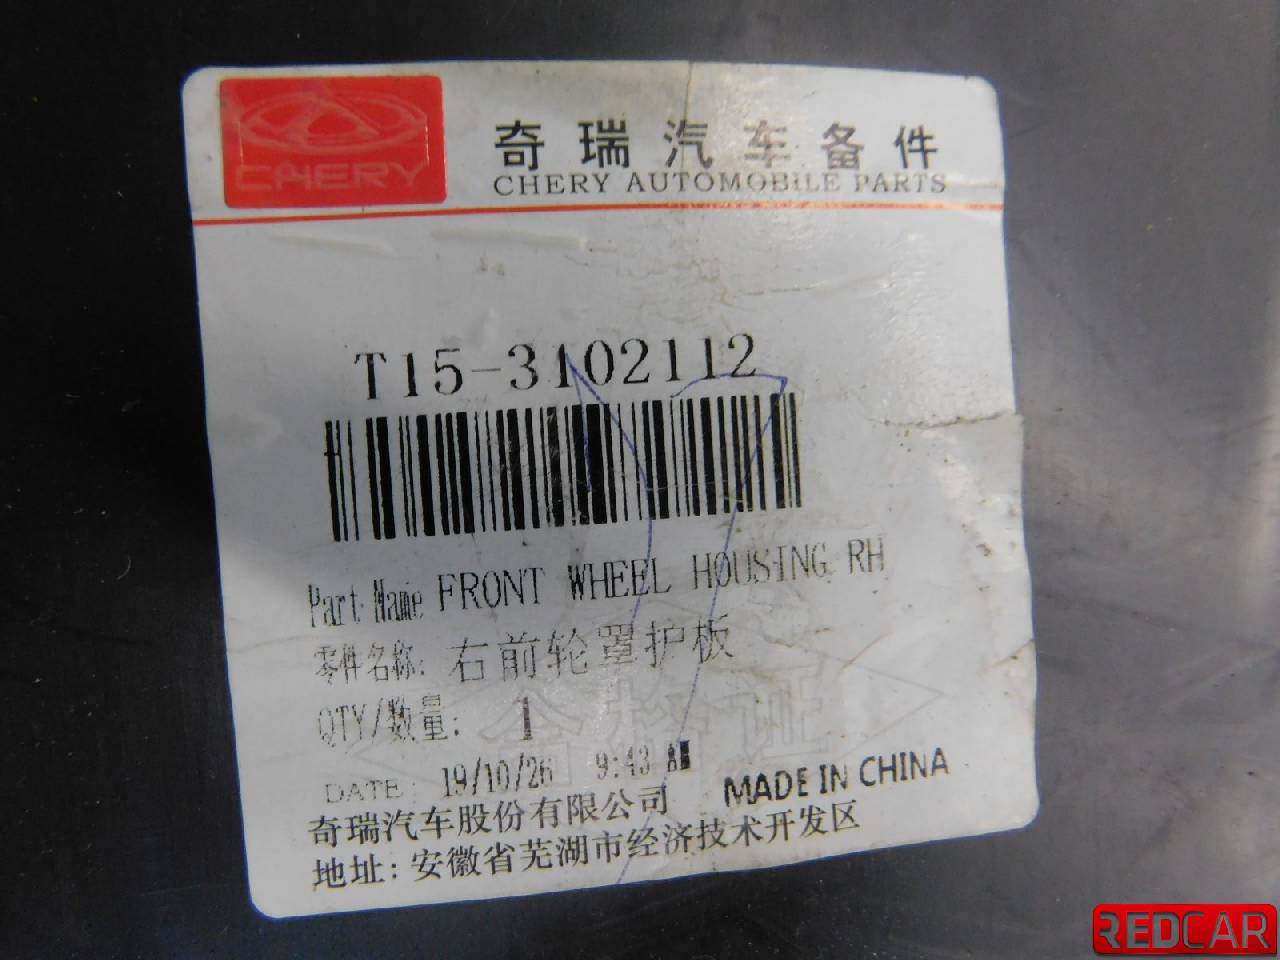 CHERY
奇瑞汽车备件
CHERY AUTOMOBILE PARTS
T15-3102112
Part Name FRONT WHEEL HOUSING RH
零件名称: 右前轮罩护板
QTY/数量: 1
合格证
DATE: 19/10/26 9:43
MADE IN CHINA
奇瑞汽车股份有限公司
地址: 安徽省芜湖市经济技术开发区
REDCAR